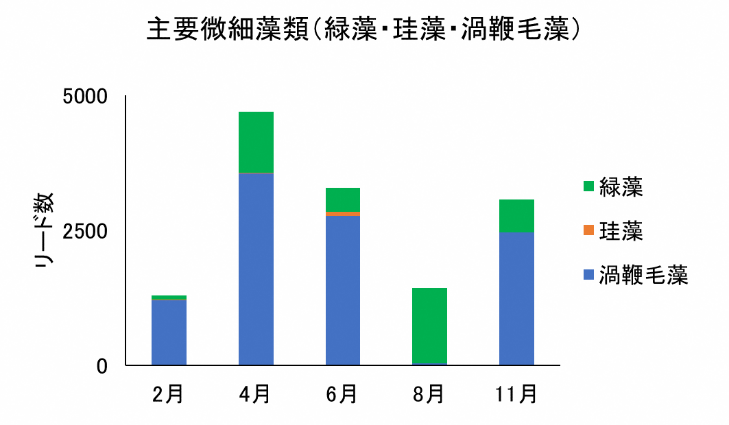 主要微細藻類（緑藻・珪藻・渦鞭毛藻）
リード数
5000
2500
0
2月
4月
6月
8月
11月
緑藻
珪藻
渦鞭毛藻